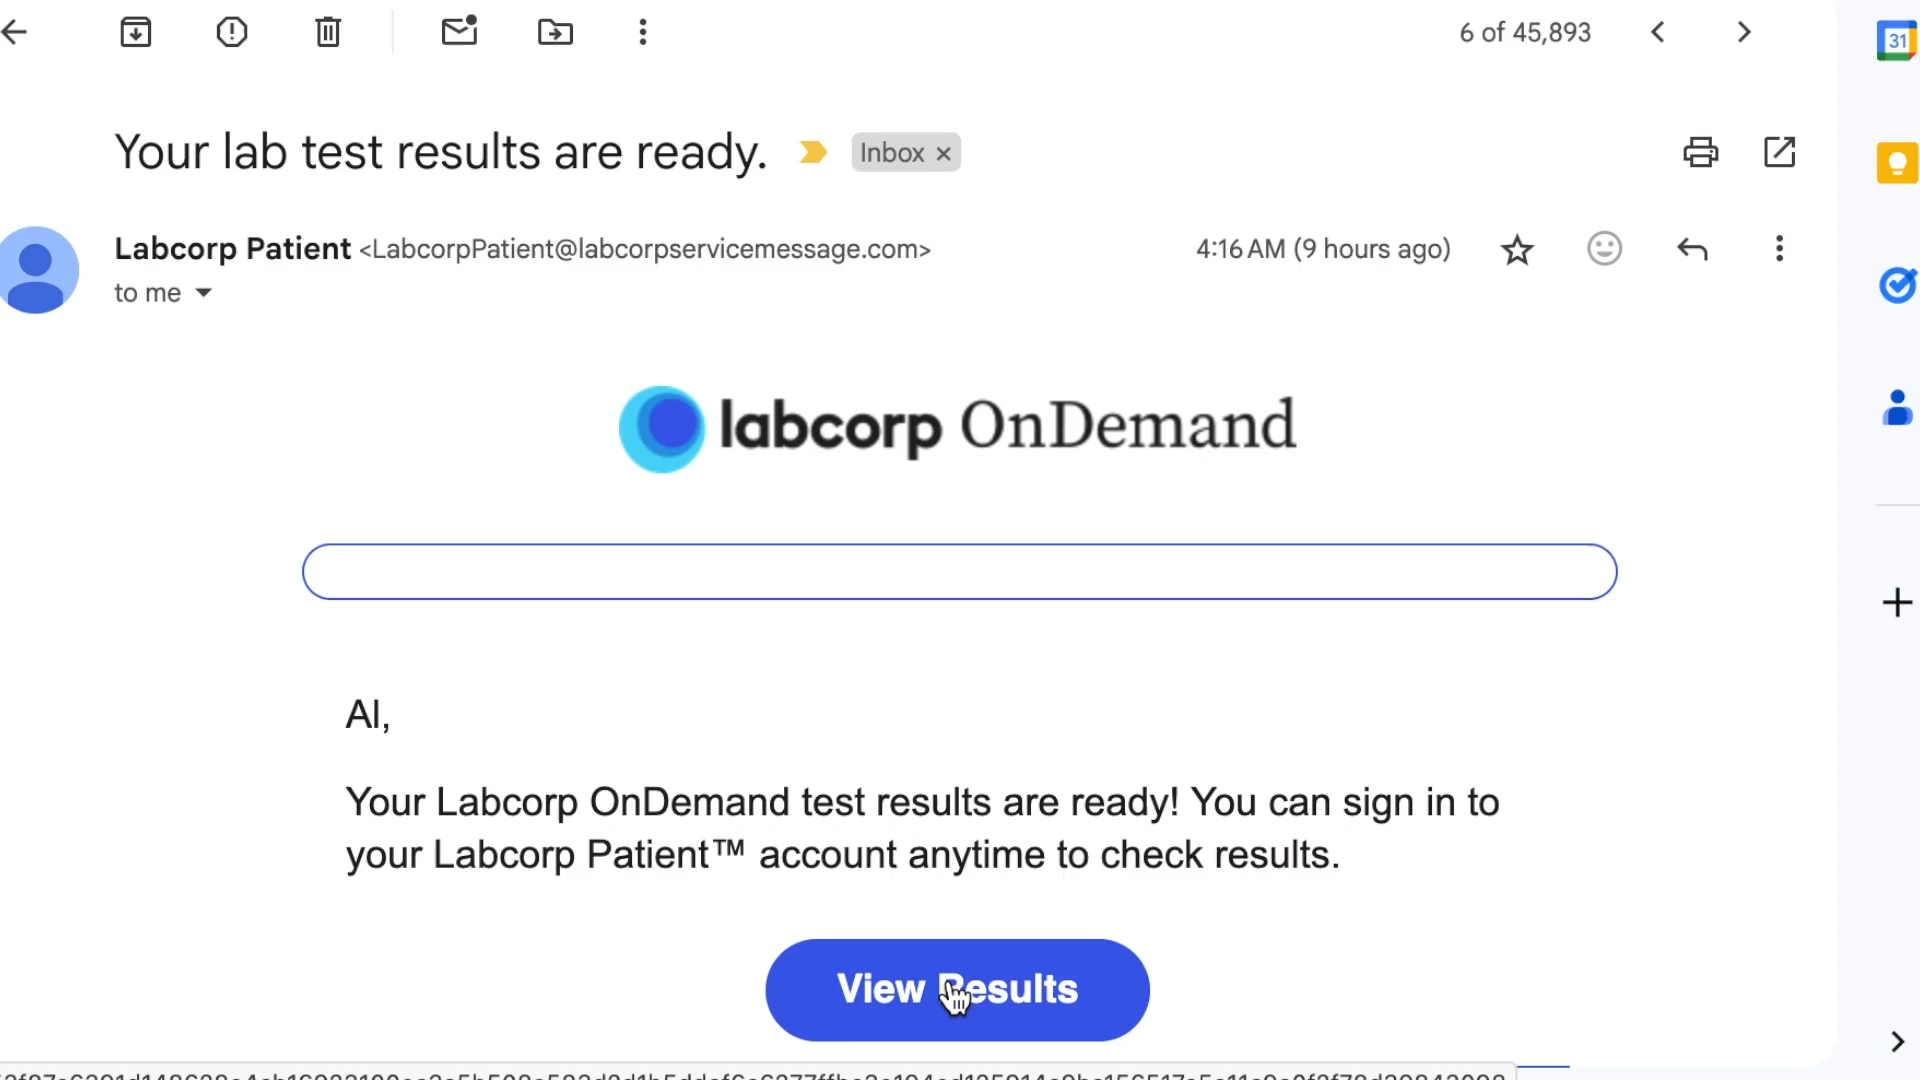 6 of 45,893
31
Your lab test results are ready.
Inbox ×
Labcorp Patient <LabcorpPatient@labcorpservicemessage.com>
4:16 AM (9 hours ago)
to me
labcorp OnDemand
Al,
Your Labcorp OnDemand test results are ready! You can sign in to
your Labcorp Patient™ account anytime to check results.
View Results